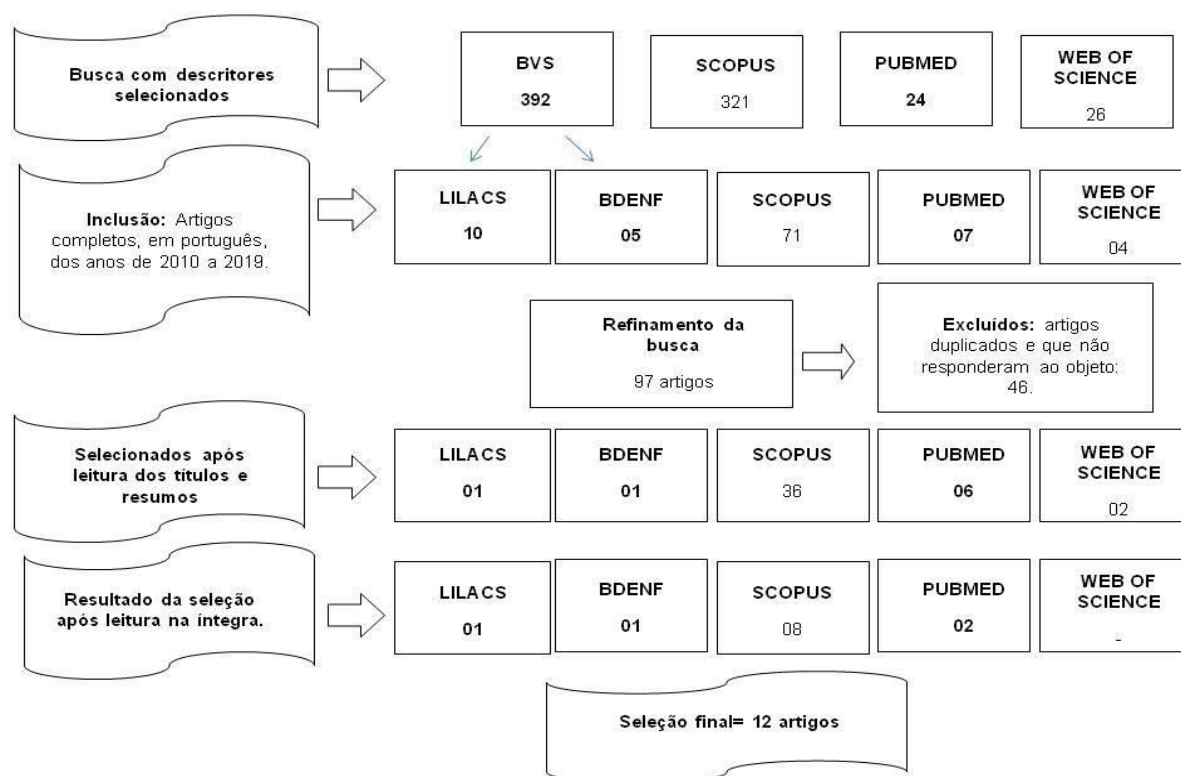 Busca com descritores
selecionados
BVS
392
SCOPUS
321
PUBMED
24
WEB OF
SCIENCE
26
Inclusão: Artigos
completos, em português,
dos anos de 2010 a 2019.
LILACS
10
BDENF
05
SCOPUS
71
PUBMED
07
WEB OF
SCIENCE
04
Refinamento da
busca
97 artigos
Excluídos: artigos
duplicados e que não
responderam ao objeto:
46.
Selecionados após
leitura dos títulos e
resumos
LILACS
01
BDENF
01
SCOPUS
36
PUBMED
06
WEB OF
SCIENCE
02
Resultado da seleção
após leitura na íntegra.
LILACS
01
BDENF
01
SCOPUS
08
PUBMED
02
WEB OF
SCIENCE
-
Seleção final= 12 artigos